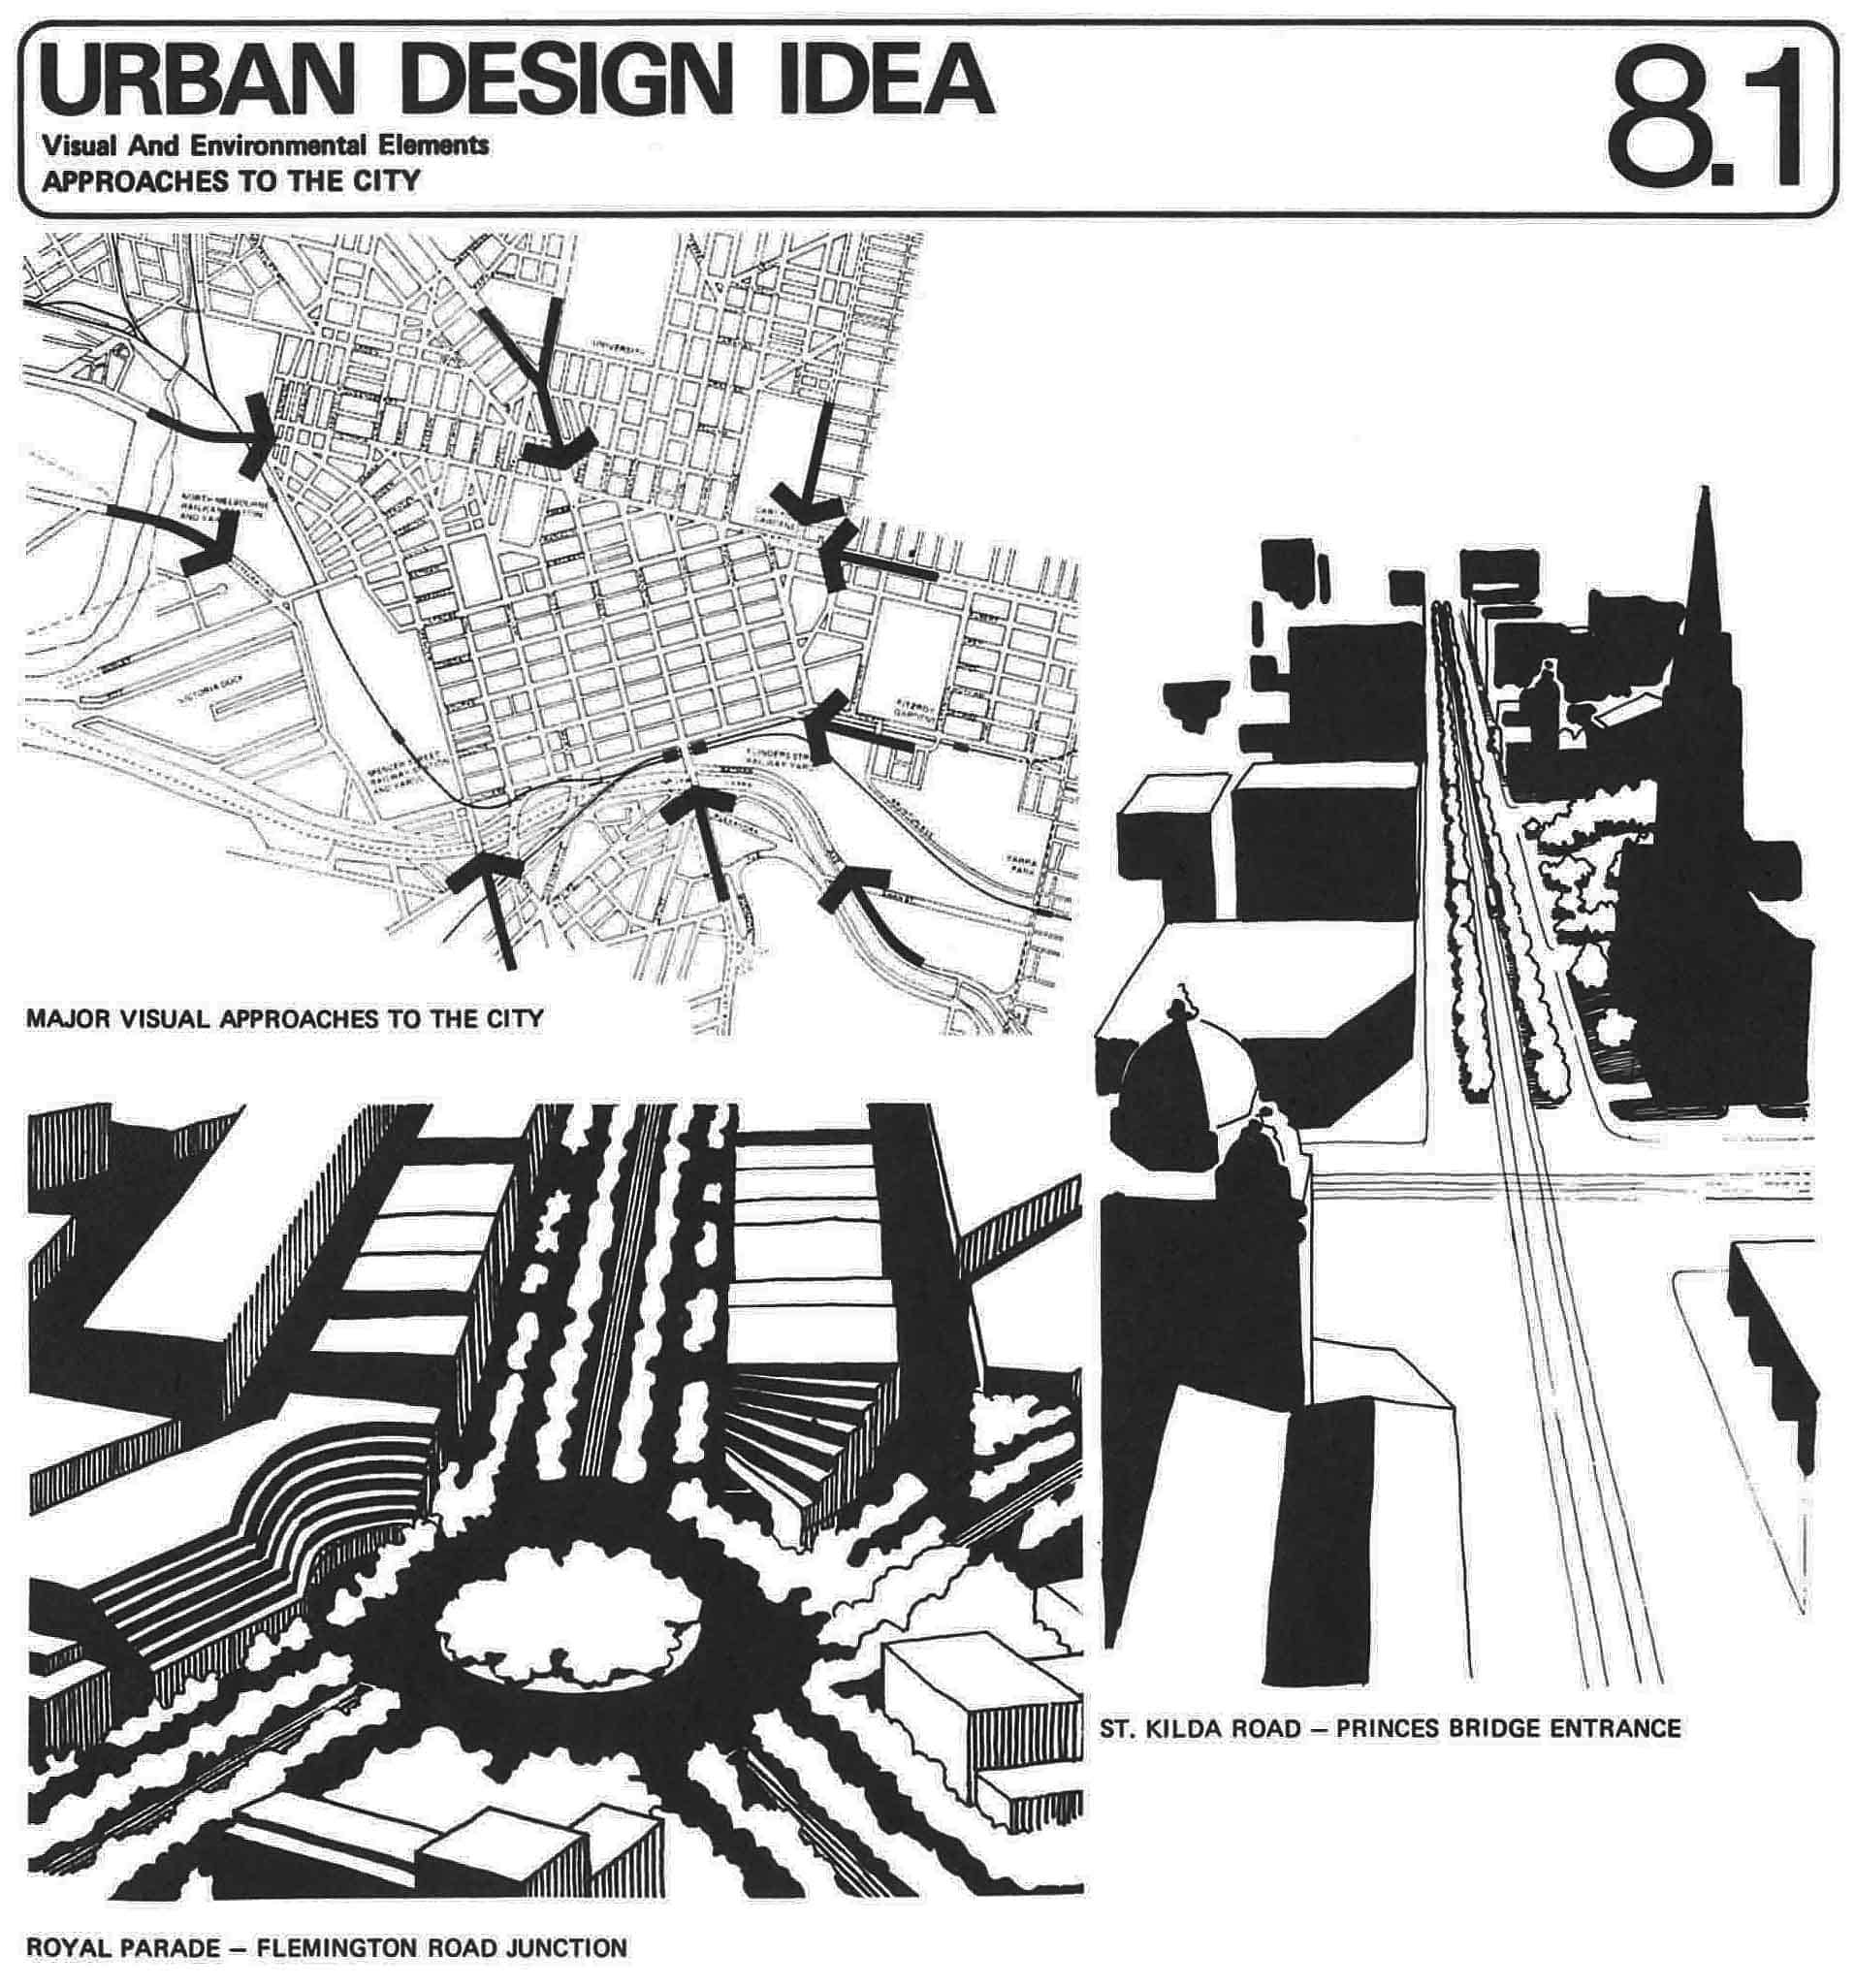 URBAN DESIGN IDEA
8.1
Visual And Environmental Elements
APPROACHES TO THE CITY
UNIVERSITY
NORTH MELBOURNE
RAILWAY STATION
AND YARDS
VICTORIA DOCK
SPENCER STREET
RAILWAY STATION
AND YARDS
FITZROY
GARDENS
FLINDERS STREET
RAILWAY YARDS
YARRA
PARK
MAJOR VISUAL APPROACHES TO THE CITY
ST. KILDA ROAD – PRINCES BRIDGE ENTRANCE
ROYAL PARADE – FLEMINGTON ROAD JUNCTION